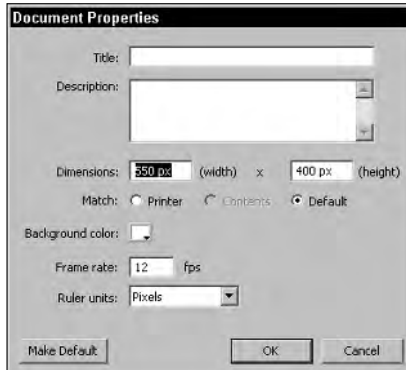 Document Properties
Title:
Description:
Dimensions: 550 px (width) x 400 px (height)
Match: Printer Contents Default
Background color:
Frame rate: 12 fps
Ruler units: Pixels
Make Default OK Cancel